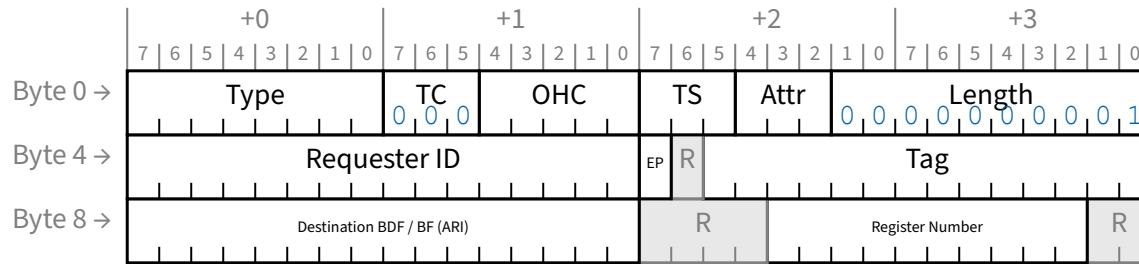 +0 +1 +2 +3
7 6 5 4 3 2 1 0 7 6 5 4 3 2 1 0 7 6 5 4 3 2 1 0 7 6 5 4 3 2 1 0
Byte 0 → Type TC OHC TS Attr Length
0 0 0 0 0 0 0 0 0 0 0 0 1
Byte 4 → Requester ID EP R Tag
Byte 8 → Destination BDF / BF (ARI) R Register Number R